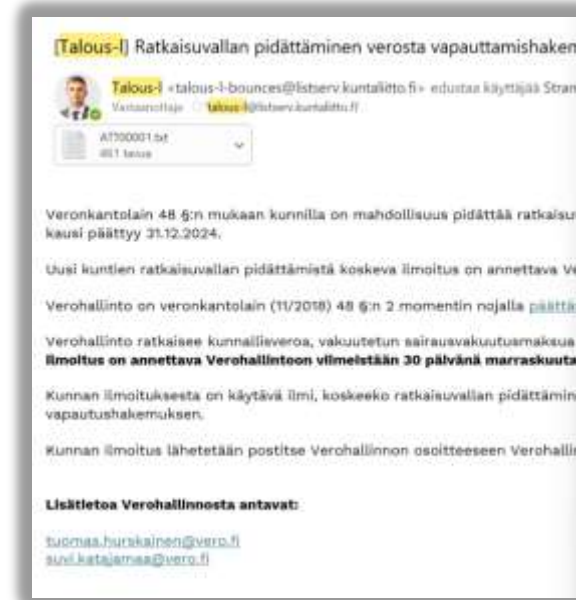 [Talous-l] Ratkaisuvallan pidättäminen verosta vapauttamishakem
Talous-l <talous-l-bounces@listserv.kuntaliitto.fi> edustaa käyttäjää Stran
Vastaanottaja talous-l@listserv.kuntaliitto.fi
ATT00001.txt
461 tavua
Veronkantolain 48 §:n mukaan kunnilla on mahdollisuus pidättää ratkaisu
kausi päättyy 31.12.2024.
Uusi kuntien ratkaisuvallan pidättämistä koskeva ilmoitus on annettava Ve
Verohallinto on veronkantolain (11/2018) 48 §:n 2 momentin nojalla päättä
Verohallinto ratkaisee kunnallisveroa, vakuutetun sairausvakuutusmaksua
Ilmoitus on annettava Verohallintoon viimeistään 30 päivänä marraskuuta
Kunnan ilmoituksesta on käytävä ilmi, koskeeko ratkaisuvallan pidättämin
vapautushakemuksen.
Kunnan ilmoitus lähetetään postitse Verohallinnon osoitteeseen Verohallin
Lisätietoa Verohallinnosta antavat:
tuomas.hurskainen@vero.fi
suvi.katajamaa@vero.fi